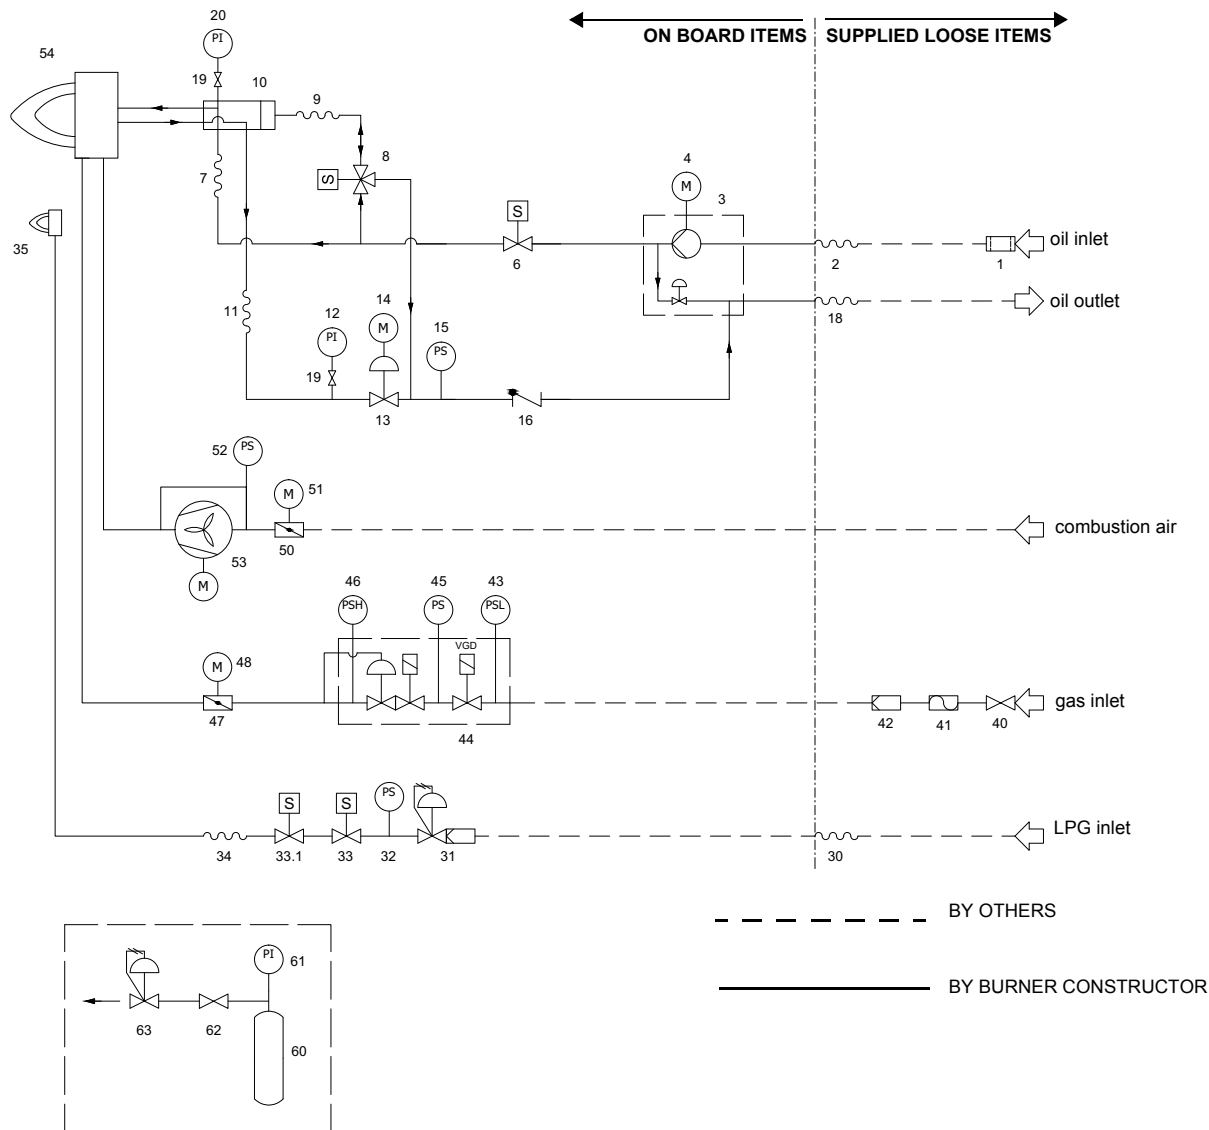 20
ON BOARD ITEMS
SUPPLIED LOOSE ITEMS
54
PI
19
10
9
8
4
7
S
M
3
S
35
6
2
1
oil inlet
11
14
18
oil outlet
12
M
15
PI
PS
19
13
16
52
PS
M
51
combustion air
53
50
M
46
45
43
PSH
PS
PSL
VGD
M
48
47
44
42
41
40
gas inlet
S
S
PS
34
33.1
33
32
31
30
LPG inlet
BY OTHERS
PI
61
BY BURNER CONSTRUCTOR
63
62
60